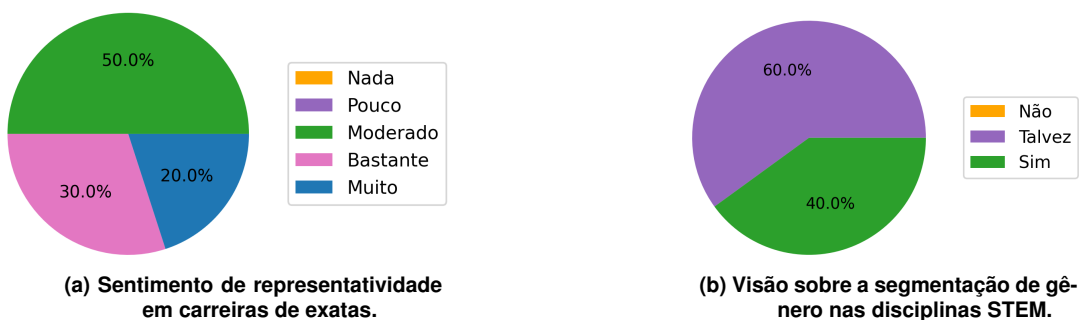 50.0%
30.0%
20.0%
Nada
Pouco
Moderado
Bastante
Muito
(a) Sentimento de representatividade
em carreiras de exatas.
60.0%
40.0%
Não
Talvez
Sim
(b) Visão sobre a segmentação de gê-
nero nas disciplinas STEM.